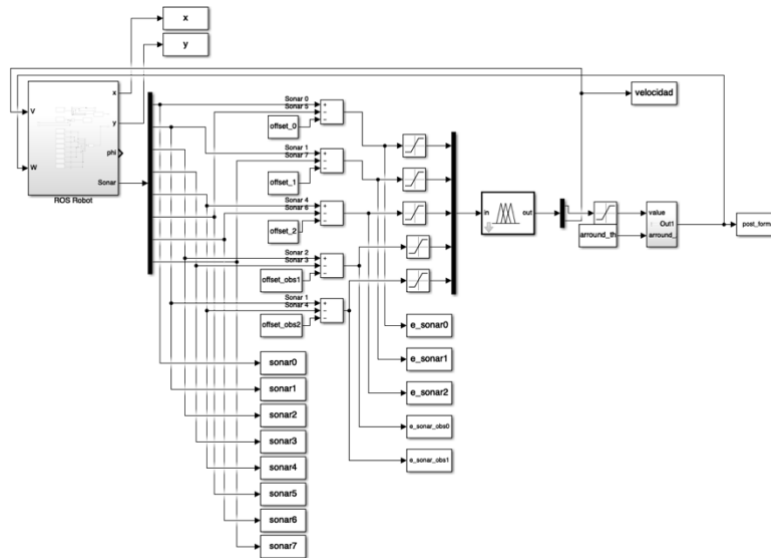 x
y
x
V
y
velocidad
phi
W
Sonar
ROS Robot
Sonar 0
Sonar 5
offset_0
Sonar 1
Sonar 7
offset_1
Sonar 4
Sonar 6
offset_2
Sonar 2
Sonar 3
offset_obs1
Sonar 1
Sonar 4
offset_obs2
in
out
value
Out1
arround_
arround_th
post_forma
e_sonar0
e_sonar1
e_sonar2
e_sonar_obs0
e_sonar_obs1
sonar0
sonar1
sonar2
sonar3
sonar4
sonar5
sonar6
sonar7